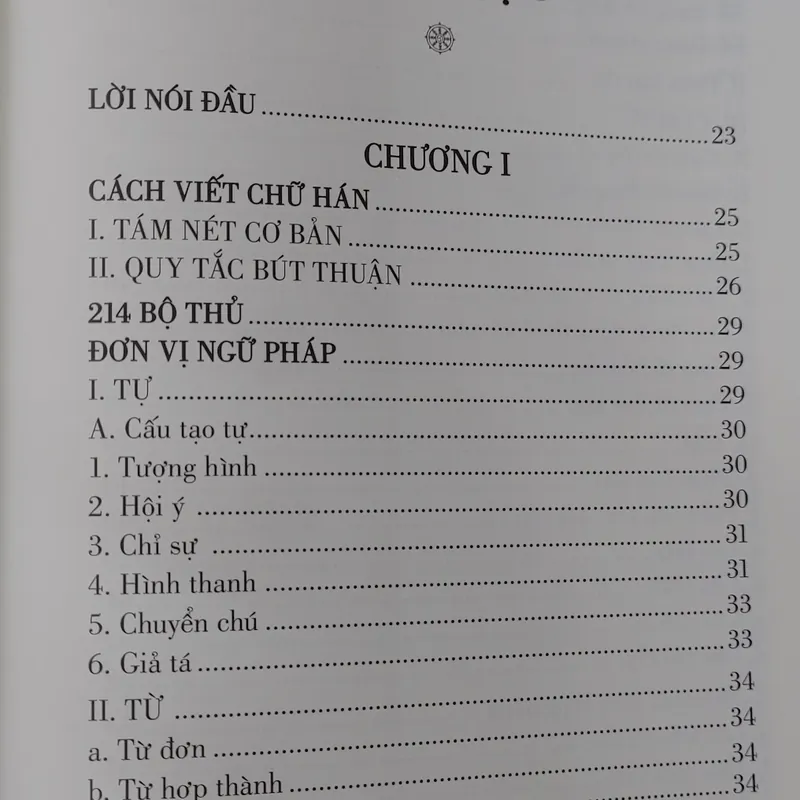 LỜI NÓI ĐẦU ........ 23
CHƯƠNG I
CÁCH VIẾT CHỮ HÁN ........ 25
I. TÁM NÉT CƠ BẢN ........ 25
II. QUY TẮC BÚT THUẬN ........ 26
214 BỘ THỦ ........ 29
ĐƠN VỊ NGỮ PHÁP ........ 29
I. TỰ ........ 29
A. Cấu tạo tự ........ 30
1. Tượng hình ........ 30
2. Hội ý ........ 30
3. Chỉ sự ........ 31
4. Hình thanh ........ 31
5. Chuyển chú ........ 33
6. Giả tá ........ 33
II. TỪ ........ 34
a. Từ đơn ........ 34
b. Từ hợp thành ........ 34
34